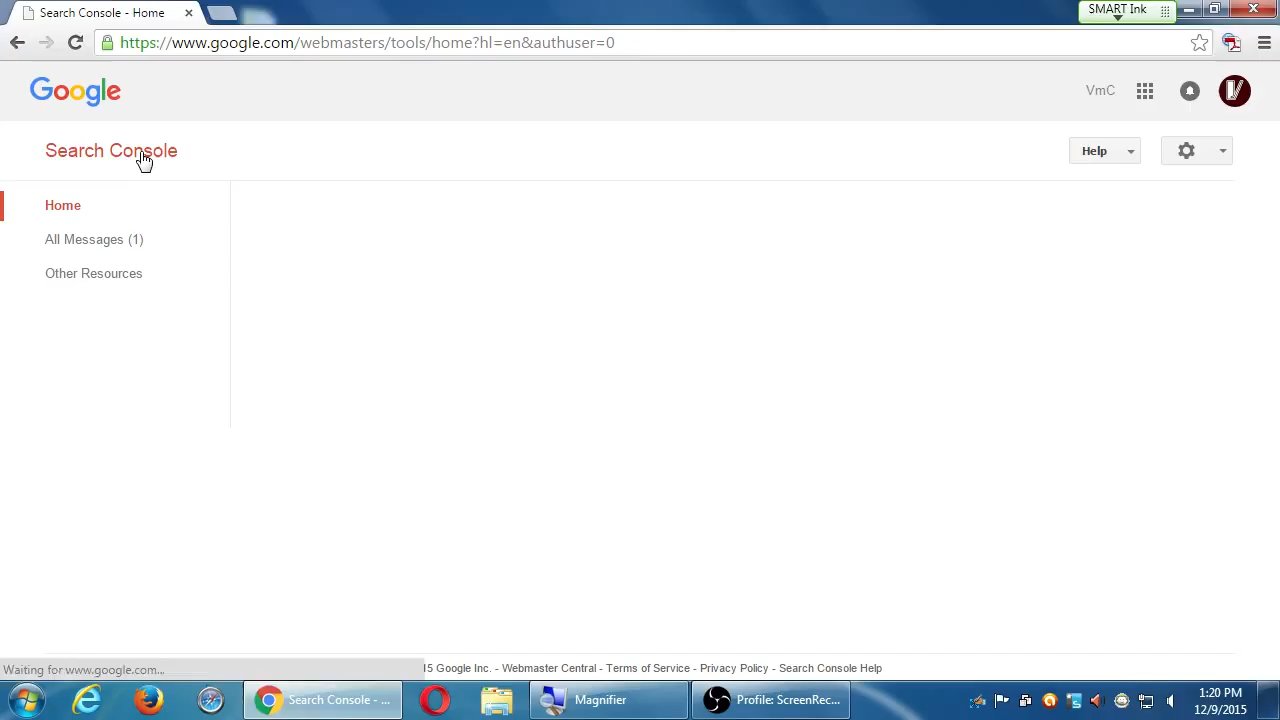 Search Console - Home
SMART Ink
https://www.google.com/webmasters/tools/home?hl=en&authuser=0
Google
VmC
Search Console
Help
Home
All Messages (1)
Other Resources
Waiting for www.google.com...
15 Google Inc. - Webmaster Central - Terms of Service - Privacy Policy - Search Console Help
Search Console - ...
Magnifier
Profile: ScreenRec...
1:20 PM
12/9/2015